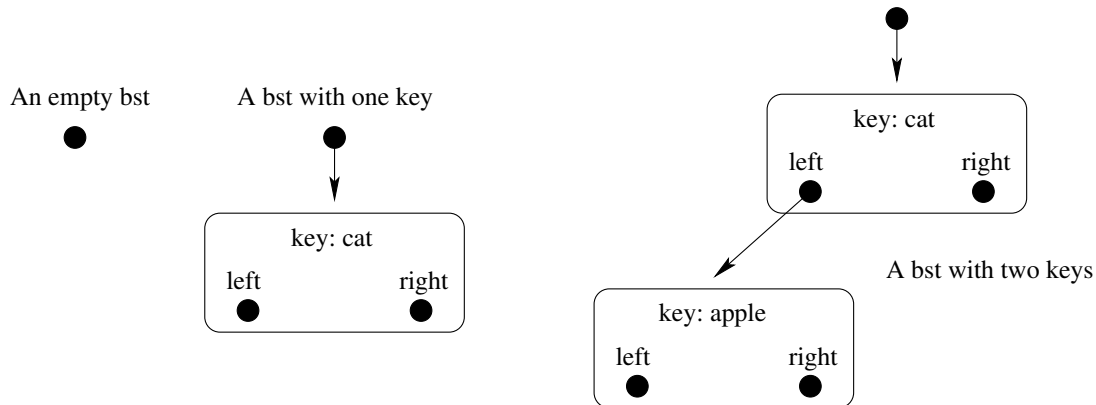 An empty bst
A bst with one key
key: cat
left right
key: cat
left right
A bst with two keys
key: apple
left right